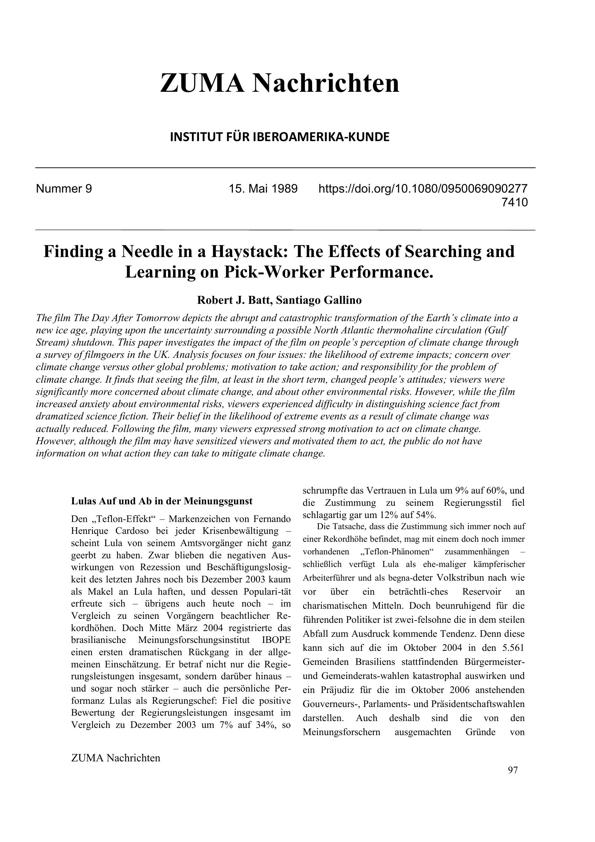 ZUMA Nachrichten
INSTITUT FÜR IBEROAMERIKA-KUNDE
Nummer 9 15. Mai 1989 https://doi.org/10.1080/0950069090277
7410
Finding a Needle in a Haystack: The Effects of Searching and
Learning on Pick-Worker Performance.
Robert J. Batt, Santiago Gallino
The film The Day After Tomorrow depicts the abrupt and catastrophic transformation of the Earth's climate into a
new ice age, playing upon the uncertainty surrounding a possible North Atlantic thermohaline circulation (Gulf
Stream) shutdown. This paper investigates the impact of the film on people's perception of climate change through
a survey of filmgoers in the UK. Analysis focuses on four issues: the likelihood of extreme impacts; concern over
climate change versus other global problems; motivation to take action; and responsibility for the problem of
climate change. It finds that seeing the film, at least in the short term, changed people's attitudes; viewers were
significantly more concerned about climate change, and about other environmental risks. However, while the film
increased anxiety about environmental risks, viewers experienced difficulty in distinguishing science fact from
dramatized science fiction. Their belief in the likelihood of extreme events as a result of climate change was
actually reduced. Following the film, many viewers expressed strong motivation to act on climate change.
However, although the film may have sensitized viewers and motivated them to act, the public do not have
information on what action they can take to mitigate climate change.
Lulas Auf und Ab in der Meinungsgunst
Den „Teflon-Effekt“ – Markenzeichen von Fernando
Henrique Cardoso bei jeder Krisenbewältigung –
scheint Lula von seinem Amtsvorgänger nicht ganz
geerbt zu haben. Zwar blieben die negativen Aus-
wirkungen von Rezession und Beschäftigungslosig-
keit des letzten Jahres noch bis Dezember 2003 kaum
als Makel an Lula haften, und dessen Populari-tät
erfreute sich – übrigens auch heute noch – im
Vergleich zu seinen Vorgängern beachtlicher Re-
kordhöhen. Doch Mitte März 2004 registrierte das
brasilianische Meinungsforschungsinstitut IBOPE
einen ersten dramatischen Rückgang in der allge-
meinen Einschätzung. Er betraf nicht nur die Regie-
rungsleistungen insgesamt, sondern darüber hinaus –
und sogar noch stärker – auch die persönliche Per-
formanz Lulas als Regierungschef: Fiel die positive
Bewertung der Regierungsleistungen insgesamt im
Vergleich zu Dezember 2003 um 7% auf 34%, so
schrumpfte das Vertrauen in Lula um 9% auf 60%, und
die Zustimmung zu seinem Regierungsstil fiel
schlagartig gar um 12% auf 54%.
Die Tatsache, dass die Zustimmung sich immer noch auf
einer Rekordhöhe befindet, mag mit einem doch noch immer
vorhandenen „Teflon-Phänomen“ zusammenhängen –
schließlich verfügt Lula als ehe-maliger kämpferischer
Arbeiterführer und als begna-deter Volkstribun nach wie
vor über ein beträchtli-ches Reservoir an
charismatischen Mitteln. Doch beunruhigend für die
führenden Politiker ist zwei-felsohne die in dem steilen
Abfall zum Ausdruck kommende Tendenz. Denn diese
kann sich auf die im Oktober 2004 in den 5.561
Gemeinden Brasiliens stattfindenden Bürgermeister-
und Gemeinderats-wahlen katastrophal auswirken und
ein Präjudiz für die im Oktober 2006 anstehenden
Gouverneurs-, Parlaments- und Präsidentschaftswahlen
darstellen. Auch deshalb sind die von den
Meinungsforschern ausgemachten Gründe von
ZUMA Nachrichten
97